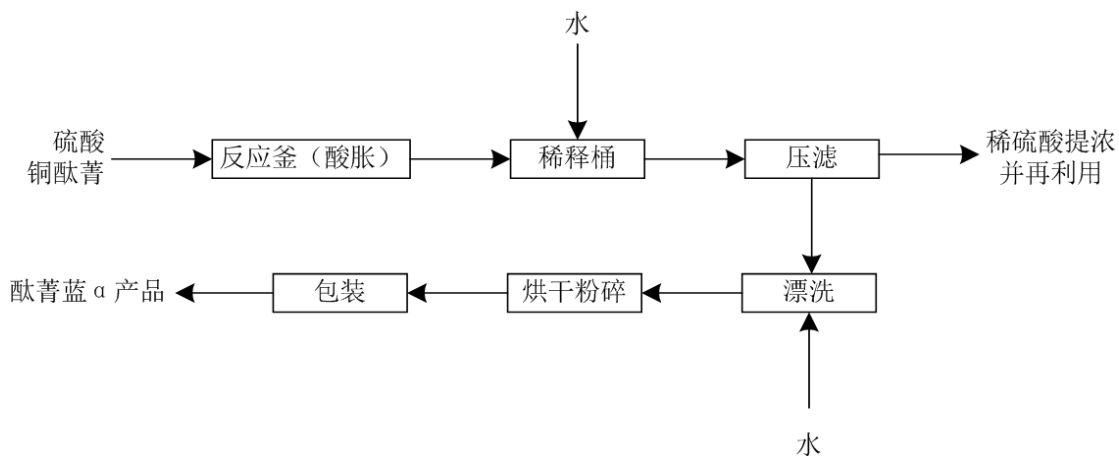 水
硫酸
铜酞菁
反应釜（酸胀）
稀释桶
压滤
稀硫酸提浓
并再利用
酞菁蓝 α 产品
包装
烘干粉碎
漂洗
水